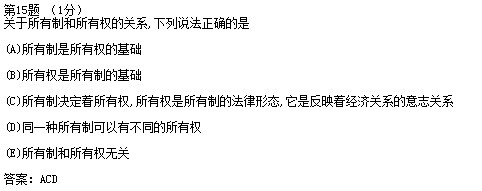 第15题 （1分）
关于所有制和所有权的关系,下列说法正确的是
(A)所有制是所有权的基础
(B)所有权是所有制的基础
(C)所有制决定着所有权,所有权是所有制的法律形态,它是反映着经济关系的意志关系
(D)同一种所有制可以有不同的所有权
(E)所有制和所有权无关
答案：ACD